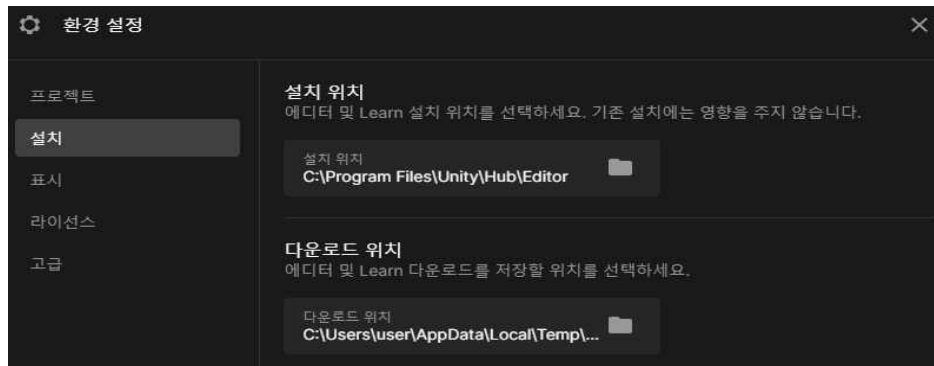 환경 설정
프로젝트
설치
표시
라이선스
고급
설치 위치
에디터 및 Learn 설치 위치를 선택하세요. 기존 설치에는 영향을 주지 않습니다.
설치 위치
C:\Program Files\Unity\Hub\Editor
다운로드 위치
에디터 및 Learn 다운로드를 저장할 위치를 선택하세요.
다운로드 위치
C:\Users\user\AppData\Local\Temp\...